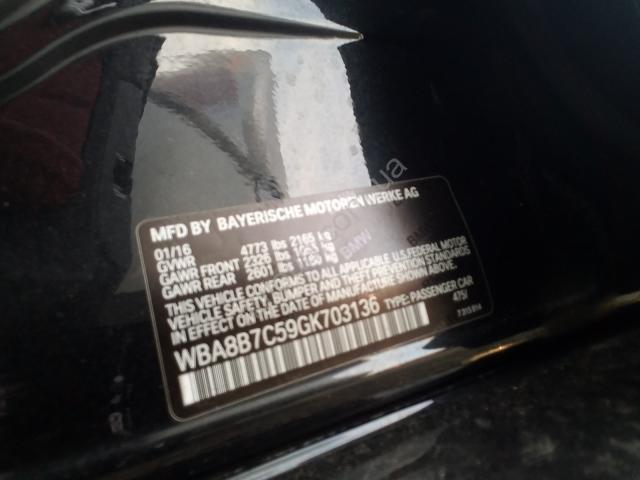 MFD BY BAYERISCHE MOTOREN WERKE AG
01/16
GVWR 4773 lbs 2165 kg
GAWR FRONT 2326 lbs kg
GAWR REAR 2601 lbs 1180 kg
THIS VEHICLE CONFORMS TO ALL APPLICABLE U.S. FEDERAL MOTOR
VEHICLE SAFETY, BUMPER AND THEFT PREVENTION STANDARDS IN
EFFECT ON THE DATE OF MANUFACTURE SHOWN ABOVE.
WBA8B7C59GK703136 TYPE: PASSENGER CAR
475/
BMW